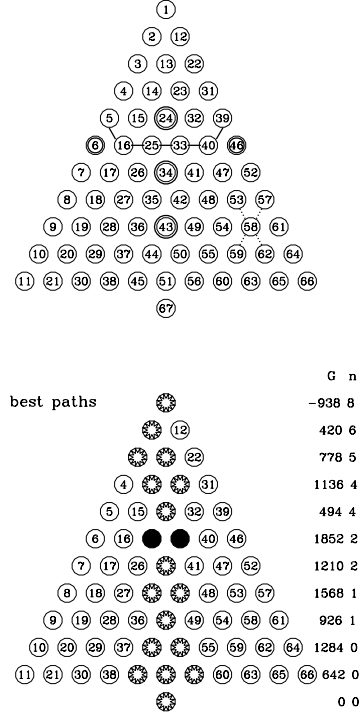 1
2 12
3 13 22
4 14 23 31
5 15 24 32 39
6 16 25 33 40 46
7 17 26 34 41 47 52
8 18 27 35 42 48 53 57
9 19 28 36 43 49 54 58 61
10 20 29 37 44 50 55 59 62 64
11 21 30 38 45 51 56 60 63 65 66
67
G n
best paths -938 8
12 420 6
22 778 5
4 31 1136 4
5 15 32 39 494 4
6 16 40 46 1852 2
7 17 26 41 47 52 1210 2
8 18 27 48 53 57 1568 1
9 19 28 36 49 54 58 61 926 1
10 20 29 37 55 59 62 64 1284 0
11 21 30 38 60 63 65 66 642 0
0 0